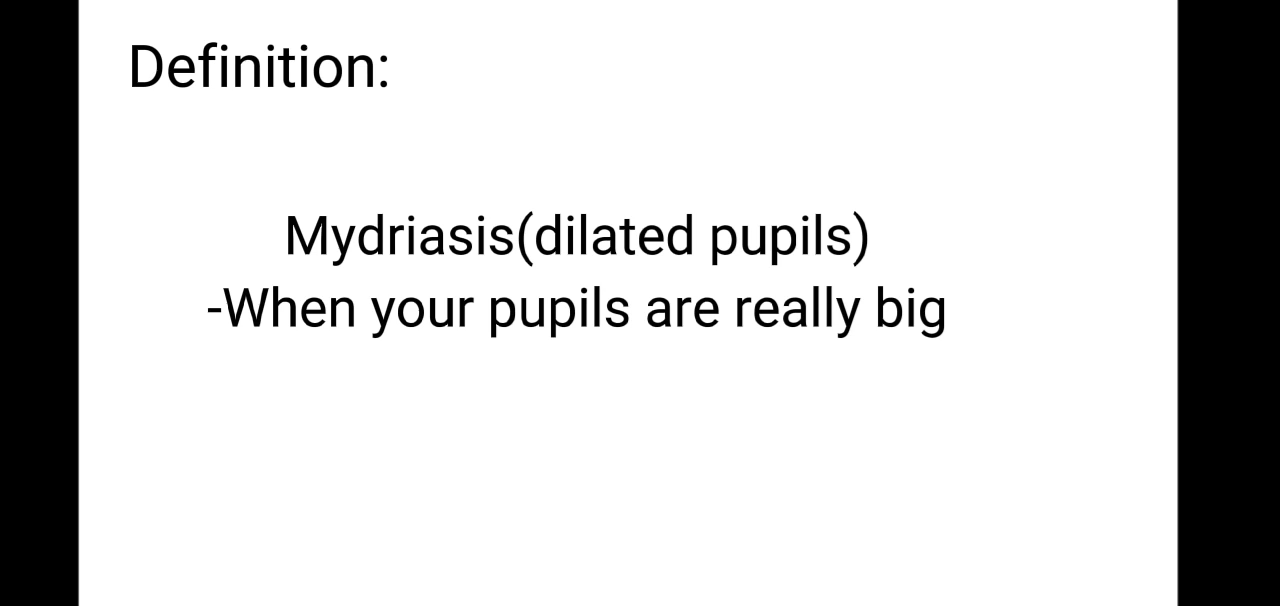 Definition:
Mydriasis(dilated pupils)
-When your pupils are really big